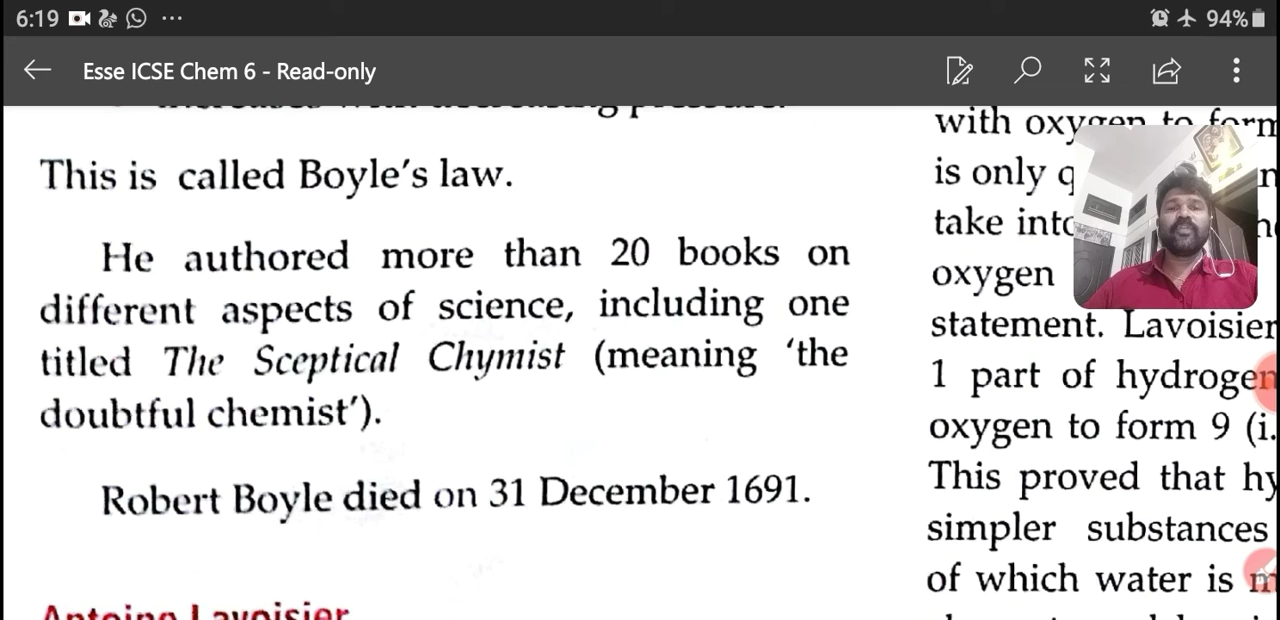 6:19
94%
Esse ICSE Chem 6 - Read-only
This is called Boyle's law.
He authored more than 20 books on
different aspects of science, including one
titled The Sceptical Chymist (meaning 'the
doubtful chemist').
Robert Boyle died on 31 December 1691.
Antoine Lavoisier
with oxygen to form
is only
take into
oxygen
statement. Lavoisier
1 part of hydrogen
oxygen to form 9 (i.
This proved that hy
simpler substances
of which water is m